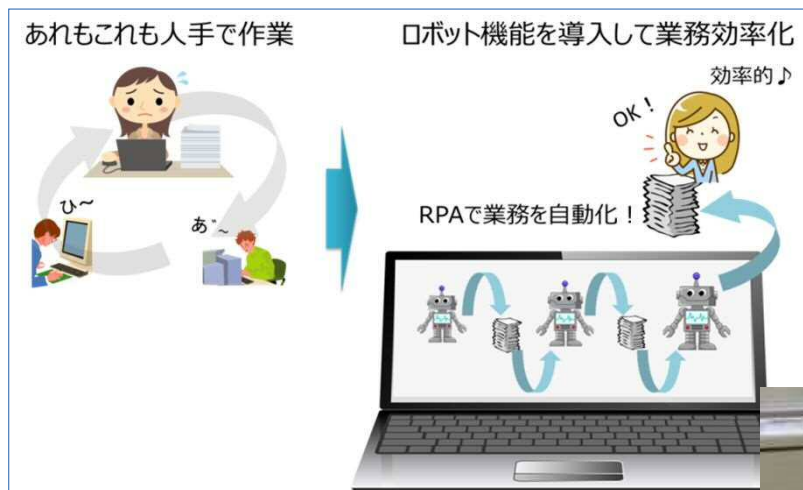 あれもこれも人手で作業
ひ～
あ゛～
ロボット機能を導入して業務効率化
効率的♪
OK！
RPAで業務を自動化！